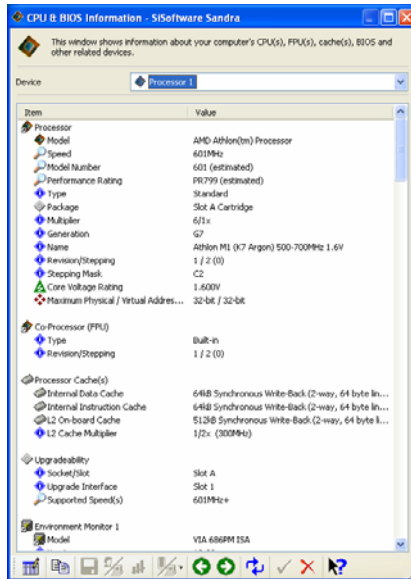 CPU & BIOS Information - SiSoftware Sandra
This window shows information about your computer's CPU(s), FPU(s), cache(s), BIOS and
other related devices.
Device Processor 1
Item Value
Processor
Model AMD Athlon(tm) Processor
Speed 601MHz
Model Number 601 (estimated)
Performance Rating PR799 (estimated)
Type Standard
Package Slot A Cartridge
Multiplier 6/1x
Generation G7
Name Athlon M1 (K7 Argon) 500-700MHz 1.6V
Revision/Stepping 1 / 2 (0)
Stepping Mask C2
Core Voltage Rating 1.600V
Maximum Physical / Virtual Addres... 32-bit / 32-bit
Co-Processor (FPU)
Type Built-in
Revision/Stepping 1 / 2 (0)
Processor Cache(s)
Internal Data Cache 64kB Synchronous Write-Back (2-way, 64 byte lin...
Internal Instruction Cache 64kB Synchronous Write-Back (2-way, 64 byte lin...
L2 On-board Cache 512kB Synchronous Write-Back (2-way, 64 byte li...
L2 Cache Multiplier 1/2x (300MHz)
Upgradeability
Socket/Slot Slot A
Upgrade Interface Slot 1
Supported Speed(s) 601MHz+
Environment Monitor 1
Model VIA 686PM ISA